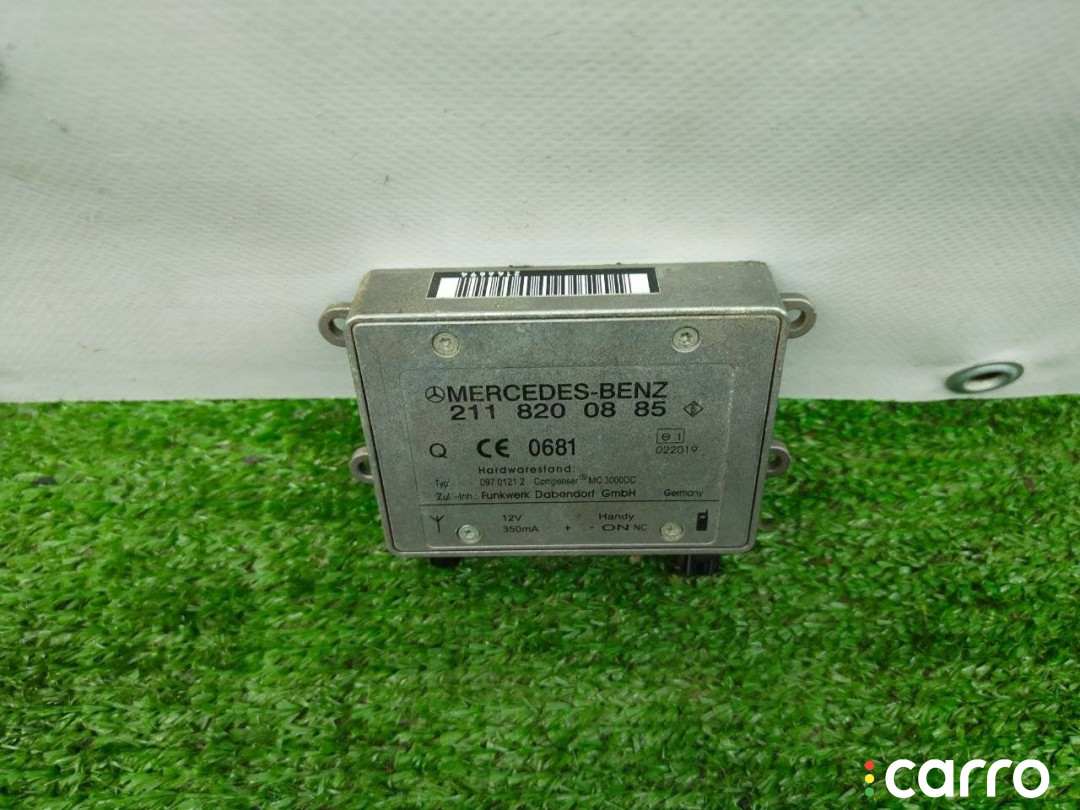 MERCEDES-BENZ
211 820 08 85
Q CE 0681 e 1
022019
Hardwarestand:
Typ: 097 0121 2 Compenser® MC 3000DC
Zul.-Inh.: Funkwerk Dabendorf GmbH Germany
12V Handy
350mA + - ON NC
carro